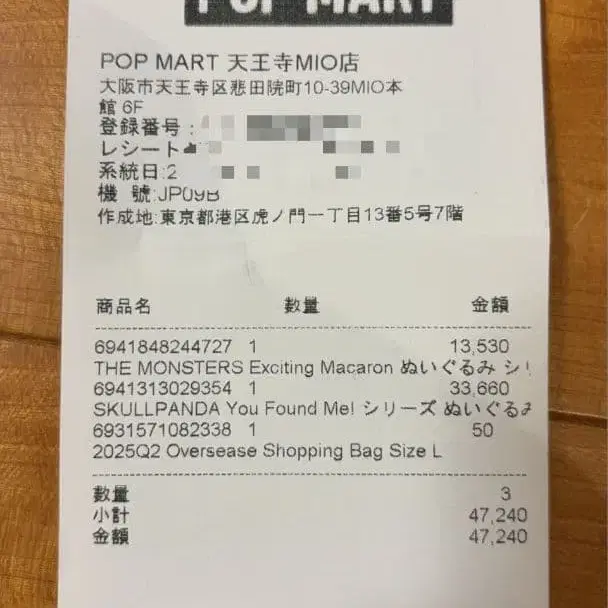 POP MART
POP MART 天王寺MIO店
大阪市天王寺区悲田院町10-39MIO本
館 6F
登録番号:
レシート
系統日:2
機 號:JP09B
作成地:東京都港区虎ノ門一丁目13番5号7階
商品名 数量 金額
6941848244727 1 13,530
THE MONSTERS Exciting Macaron ぬいぐるみ シリ
6941313029354 1 33,660
SKULLPANDA You Found Me! シリーズ ぬいぐるみ
6931571082338 1 50
2025Q2 Oversease Shopping Bag Size L
数量 3
小計 47,240
金額 47,240